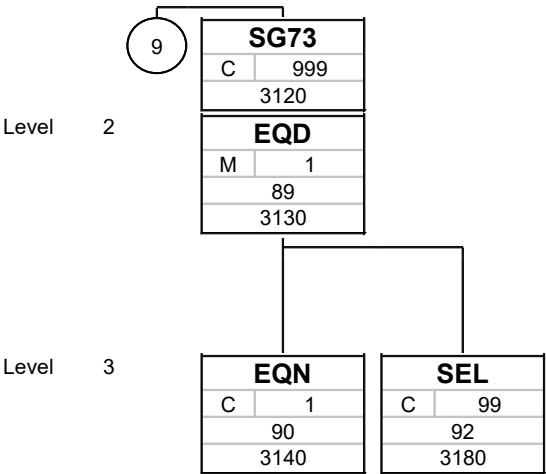 9
SG73
C 999
3120
Level 2
EQD
M 1
89
3130
Level 3
EQN SEL
C 1 C 99
90 92
3140 3180